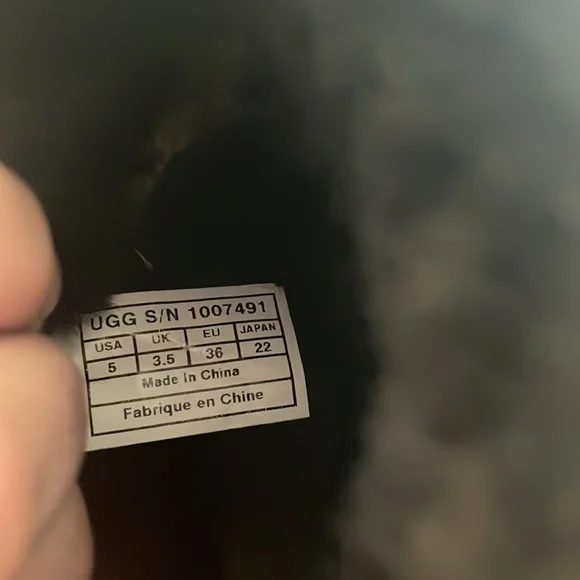 UGG S/N 1007491
USA UK EU JAPAN
5 3.5 36 22
Made in China
Fabrique en Chine